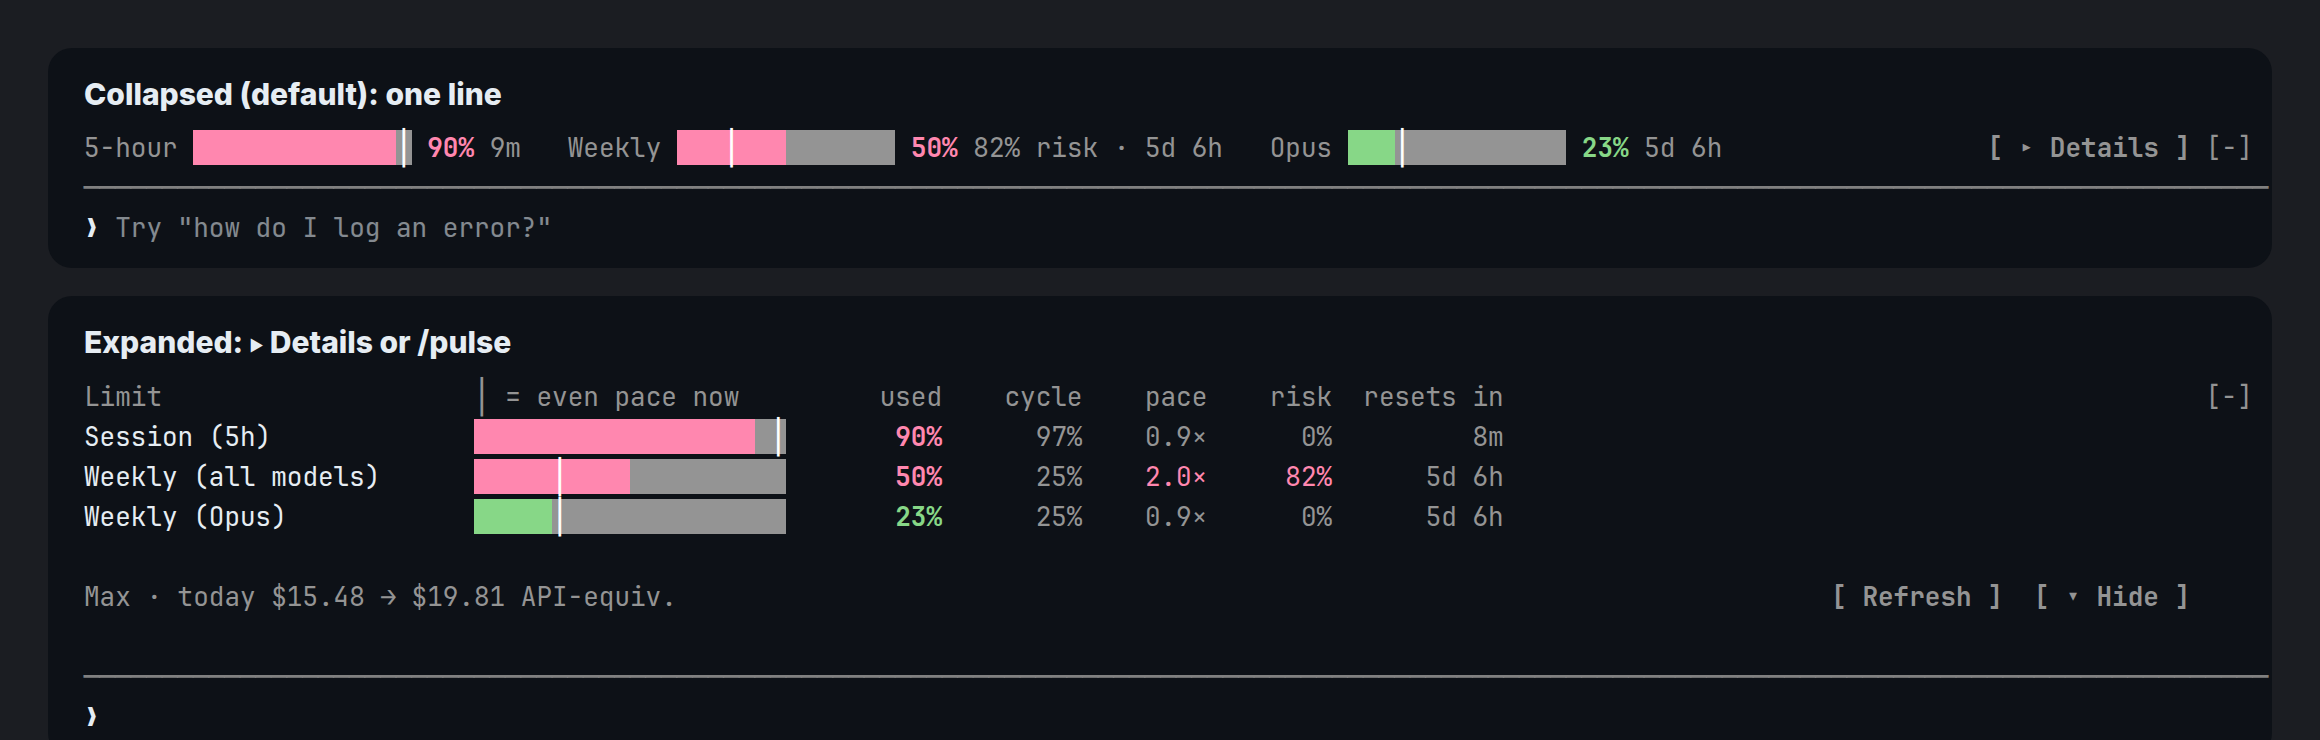 Collapsed (default): one line
5-hour 90% 9m Weekly 50% 82% risk · 5d 6h Opus 23% 5d 6h [ ▸ Details ] [-]
❯ Try "how do I log an error?"
Expanded: ▸ Details or /pulse
Limit │ = even pace now used cycle pace risk resets in [-]
Session (5h) 90% 97% 0.9× 0% 8m
Weekly (all models) 50% 25% 2.0× 82% 5d 6h
Weekly (Opus) 23% 25% 0.9× 0% 5d 6h
Max · today $15.48 → $19.81 API-equiv. [ Refresh ] [ ▾ Hide ]
❯